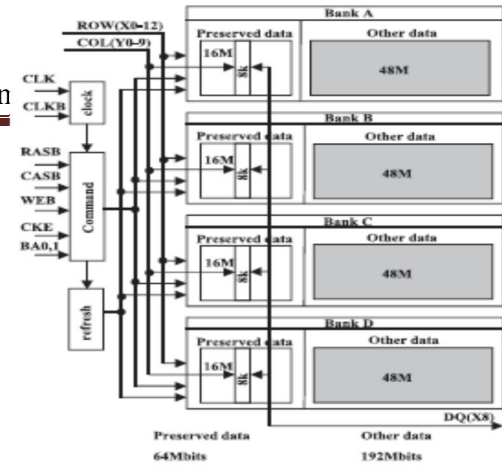 ROW(X0-12)
COL(Y0-9)
CLK
CLKB
clock
RASB
CASB
WEB
CKE
BA0,1
Command
refresh
Bank A
Preserved data
Other data
16M
8k
48M
Bank B
Preserved data
Other data
16M
8k
48M
Bank C
Preserved data
Other data
16M
8k
48M
Bank D
Preserved data
Other data
16M
8k
48M
DQ(X8)
Preserved data
Other data
64Mbits
192Mbits